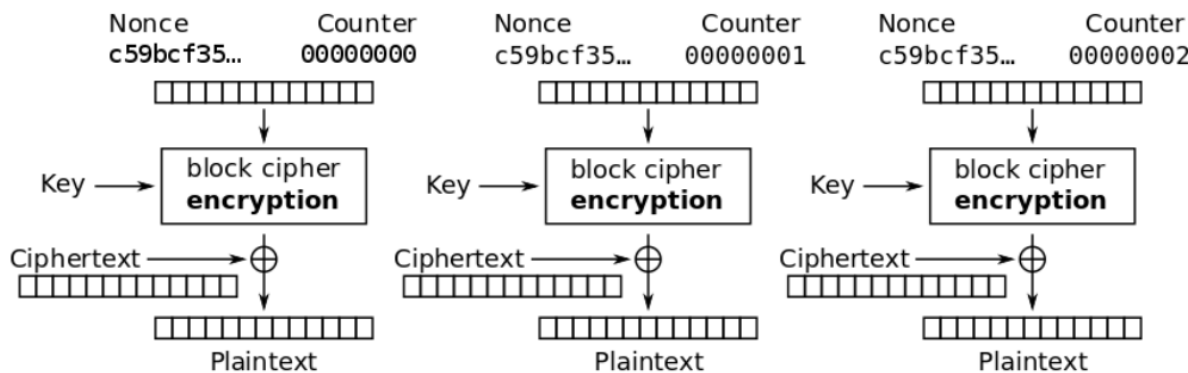 Nonce Counter Nonce Counter Nonce Counter
c59bcf35… 00000000 c59bcf35… 00000001 c59bcf35… 00000002
block cipher block cipher block cipher
Key encryption Key encryption Key encryption
Ciphertext Ciphertext Ciphertext
Plaintext Plaintext Plaintext